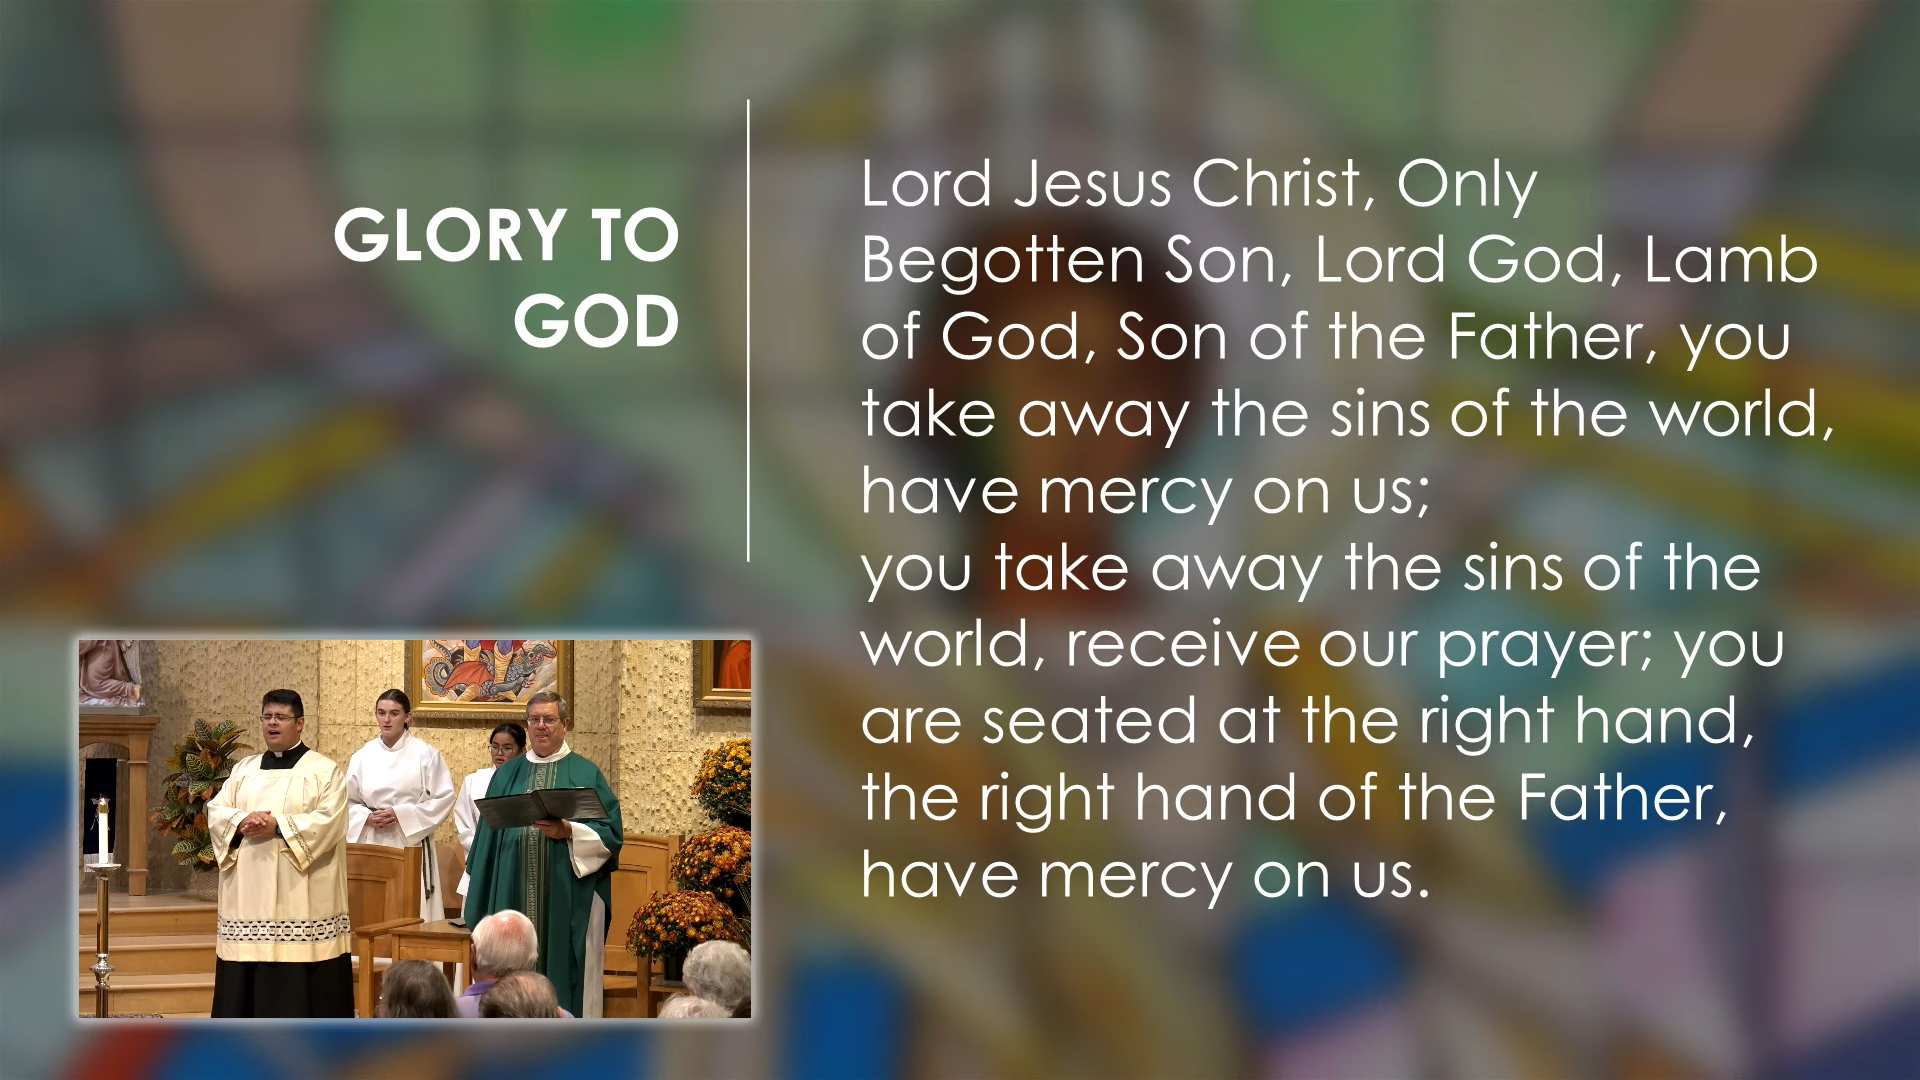 GLORY TO
GOD
Lord Jesus Christ, Only
Begotten Son, Lord God, Lamb
of God, Son of the Father, you
take away the sins of the world,
have mercy on us;
you take away the sins of the
world, receive our prayer; you
are seated at the right hand,
the right hand of the Father,
have mercy on us.